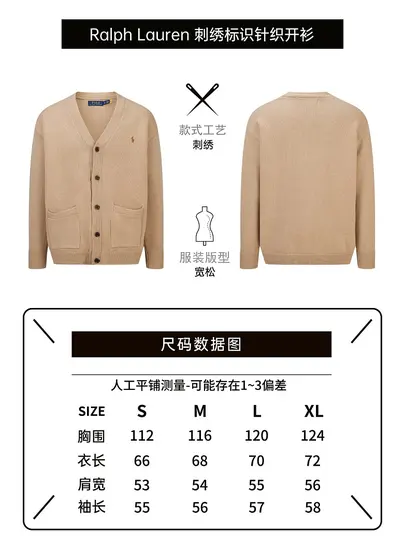 Ralph Lauren 刺绣标识针织开衫
款式工艺
刺绣
服装版型
宽松
尺码数据图
人工平铺测量-可能存在1~3偏差
SIZE S M L XL
胸围 112 116 120 124
衣长 66 68 70 72
肩宽 53 54 55 56
袖长 55 56 57 58